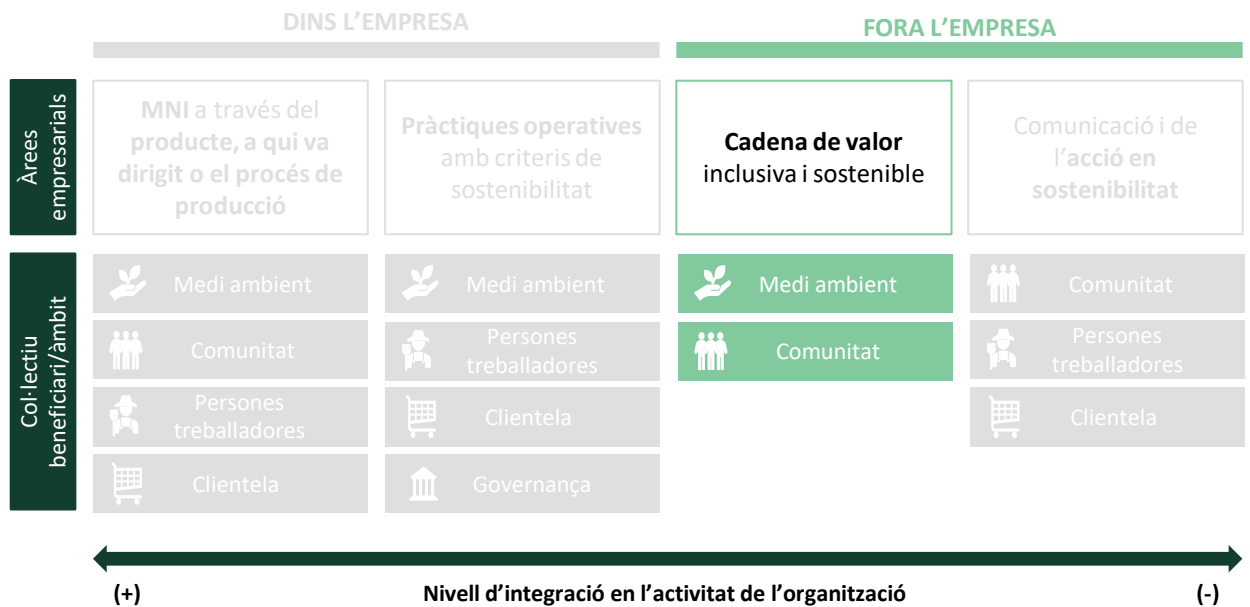 DINS L’EMPRESA
FORA L’EMPRESA
Àrees
empresarials
MNI a través del
producte, a qui va
dirigit o el procés de
producció
Pràctiques operatives
amb criteris de
sostenibilitat
Cadena de valor
inclusiva i sostenible
Comunicació i de
l’acció en
sostenibilitat
Col·lectiu
beneficiari/àmbit
Medi ambient
Comunitat
Persones
treballadores
Clientela
Medi ambient
Persones
treballadores
Clientela
Governança
Medi ambient
Comunitat
Comunitat
Persones
treballadores
Clientela
(+)
Nivell d’integració en l’activitat de l’organització
(-)